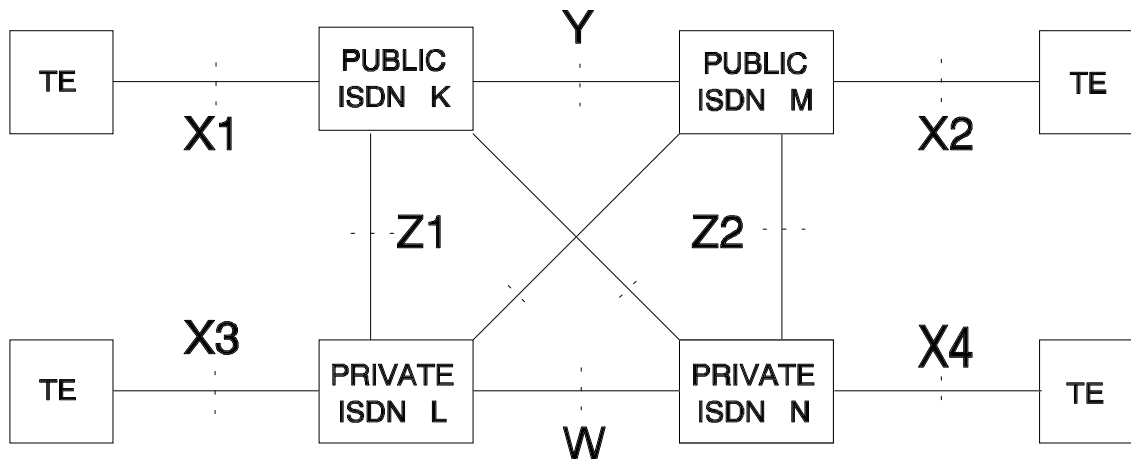 Y
TE
PUBLIC
ISDN K
PUBLIC
ISDN M
TE
X1
X2
Z1
Z2
X3
X4
TE
PRIVATE
ISDN L
PRIVATE
ISDN N
TE
W